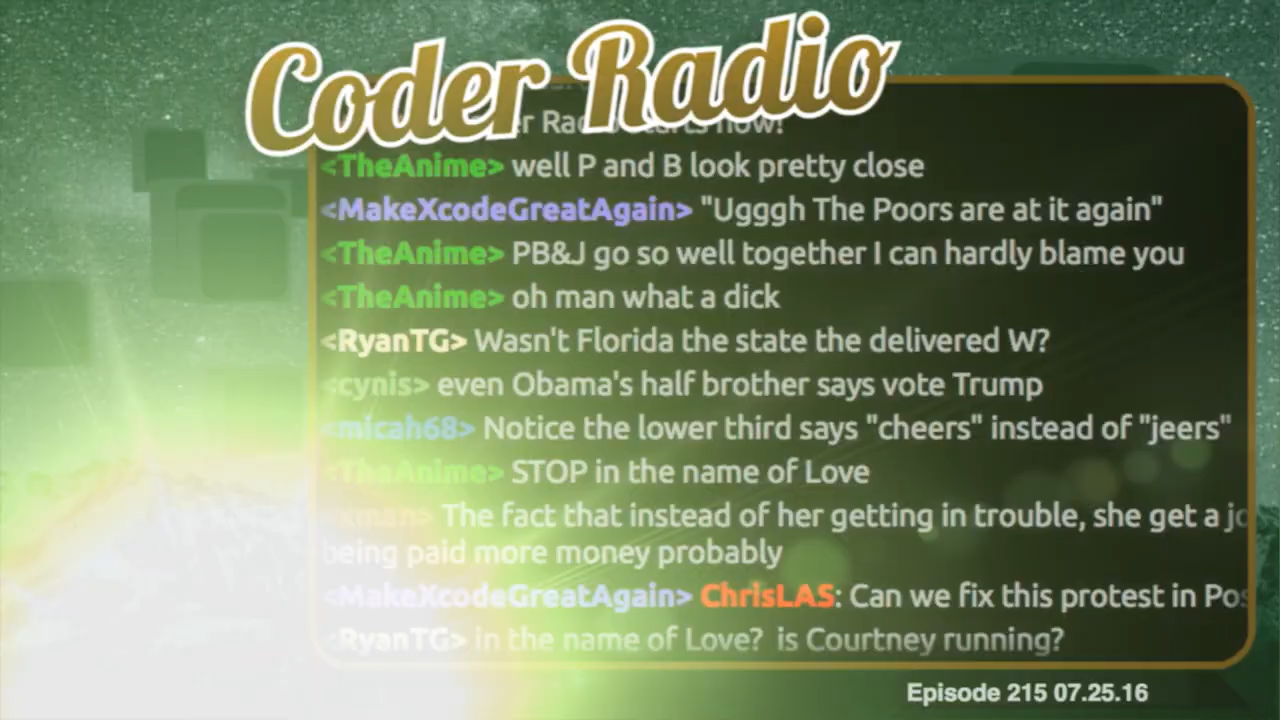 Coder Radio
er Radio starts now!
<TheAnime> well P and B look pretty close
<MakeXcodeGreatAgain> "Ugggh The Poors are at it again"
<TheAnime> PB&J go so well together I can hardly blame you
<TheAnime> oh man what a dick
<RyanTG> Wasn't Florida the state the delivered W?
<cynis> even Obama's half brother says vote Trump
<micah68> Notice the lower third says "cheers" instead of "jeers"
<TheAnime> STOP in the name of Love
The fact that instead of her getting in trouble, she get a
being paid more money probably
<MakeXcodeGreatAgain> ChrisLAS: Can we fix this protest in Pos
<RyanTG> in the name of Love? is Courtney running?
Episode 215 07.25.16